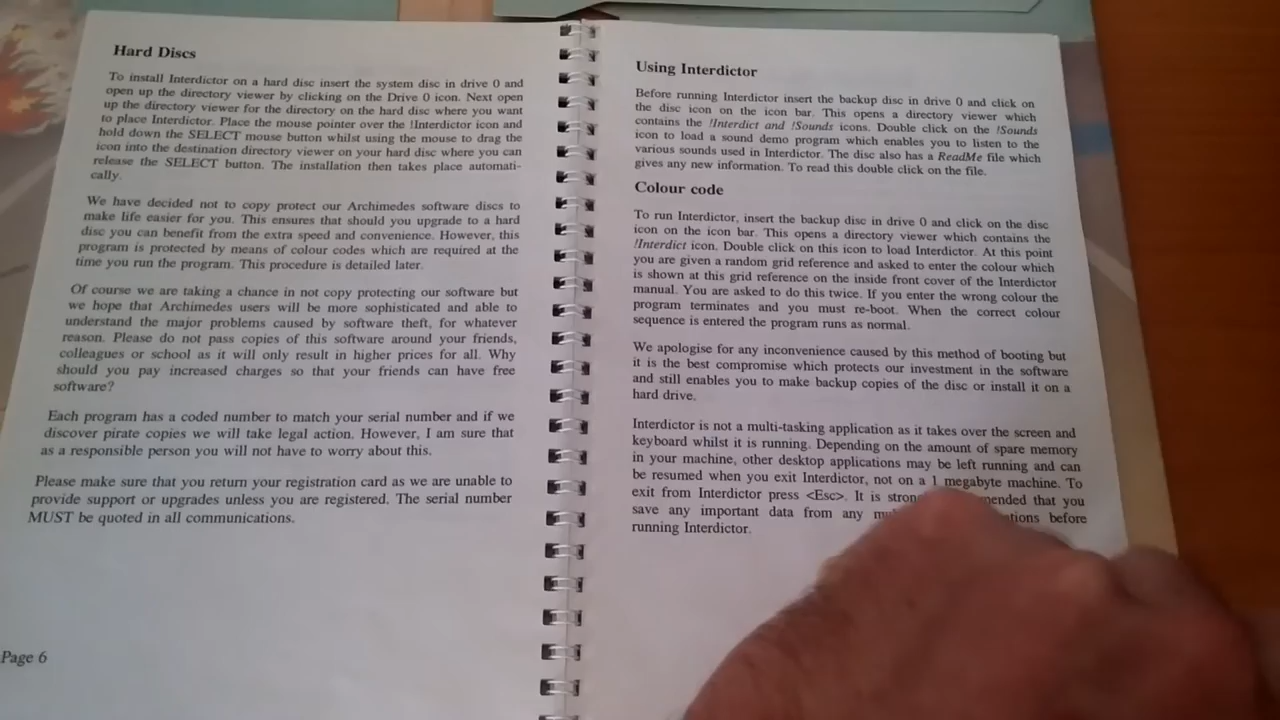 Hard Discs
To install Interdictor on a hard disc insert the system disc in drive 0 and
open up the directory viewer by clicking on the Drive 0 icon. Next open
up the directory viewer for the directory on the hard disc where you want
to place Interdictor. Place the mouse pointer over the !Interdictor icon and
hold down the SELECT mouse button whilst using the mouse to drag the
icon into the destination directory viewer on your hard disc where you can
release the SELECT button. The installation then takes place automati-
cally.
We have decided not to copy protect our Archimedes software discs to
make life easier for you. This ensures that should you upgrade to a hard
disc you can benefit from the extra speed and convenience. However, this
program is protected by means of colour codes which are required at the
time you run the program. This procedure is detailed later.
Of course we are taking a chance in not copy protecting our software but
we hope that Archimedes users will be more sophisticated and able to
understand the major problems caused by software theft, for whatever
reason. Please do not pass copies of this software around your friends,
colleagues or school as it will only result in higher prices for all. Why
should you pay increased charges so that your friends can have free
software?
Each program has a coded number to match your serial number and if we
discover pirate copies we will take legal action. However, I am sure that
as a responsible person you will not have to worry about this.
Please make sure that you return your registration card as we are unable to
provide support or upgrades unless you are registered. The serial number
MUST be quoted in all communications.
Page 6
Using Interdictor
Before running Interdictor insert the backup disc in drive 0 and click on
the disc icon on the icon bar. This opens a directory viewer which
contains the !Interdict and !Sounds icons. Double click on the !Sounds
icon to load a sound demo program which enables you to listen to the
various sounds used in Interdictor. The disc also has a ReadMe file which
gives any new information. To read this double click on the file.
Colour code
To run Interdictor, insert the backup disc in drive 0 and click on the disc
icon on the icon bar. This opens a directory viewer which contains the
!Interdict icon. Double click on this icon to load Interdictor. At this point
you are given a random grid reference and asked to enter the colour which
is shown at this grid reference on the inside front cover of the Interdictor
manual. You are asked to do this twice. If you enter the wrong colour the
program terminates and you must re-boot. When the correct colour
sequence is entered the program runs as normal.
We apologise for any inconvenience caused by this method of booting but
it is the best compromise which protects our investment in the software
and still enables you to make backup copies of the disc or install it on a
hard drive.
Interdictor is not a multi-tasking application as it takes over the screen and
keyboard whilst it is running. Depending on the amount of spare memory
in your machine, other desktop applications may be left running and can
be resumed when you exit Interdictor, not on a 1 megabyte machine. To
exit from Interdictor press <Esc>. It is that you
save any important data from any before
running Interdictor.